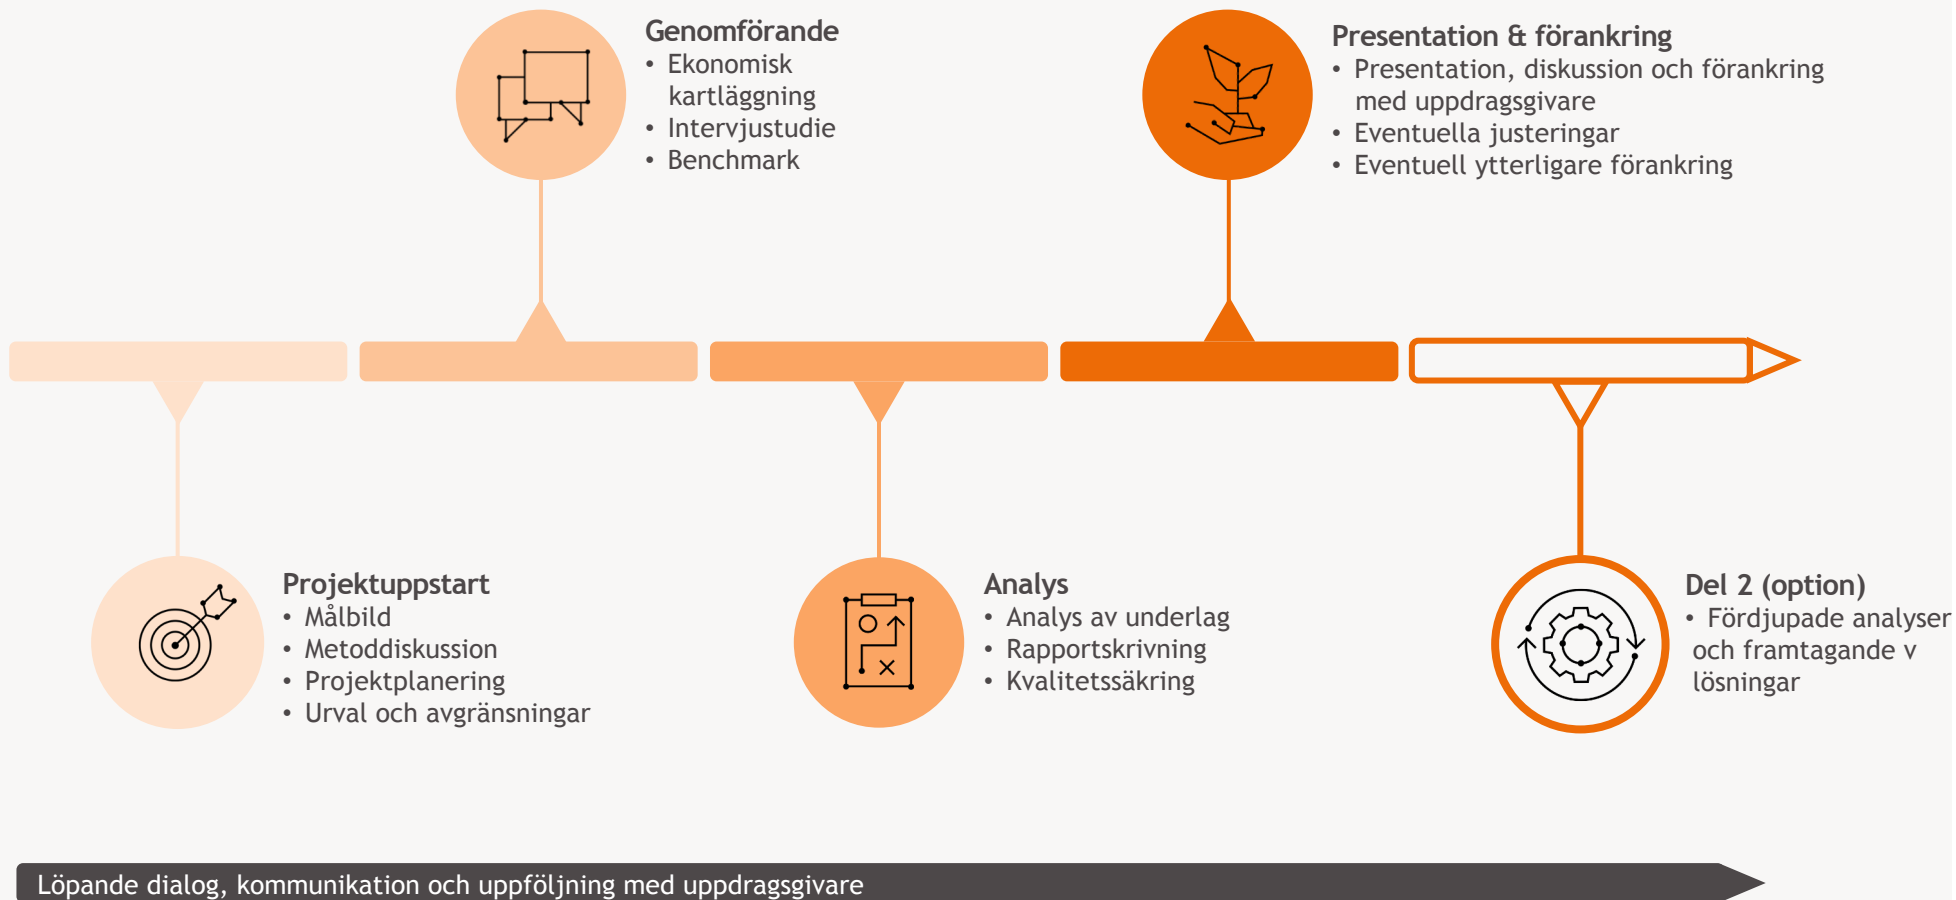 Genomförande
• Ekonomisk
kartläggning
• Intervjustudie
• Benchmark
Presentation & förankring
• Presentation, diskussion och förankring
med uppdragsgivare
• Eventuella justeringar
• Eventuell ytterligare förankring
Projektuppstart
• Målbild
• Metoddiskussion
• Projektplanering
• Urval och avgränsningar
Analys
• Analys av underlag
• Rapportskrivning
• Kvalitetssäkring
Del 2 (option)
• Fördjupade analyser
och framtagande v
lösningar
Löpande dialog, kommunikation och uppföljning med uppdragsgivare